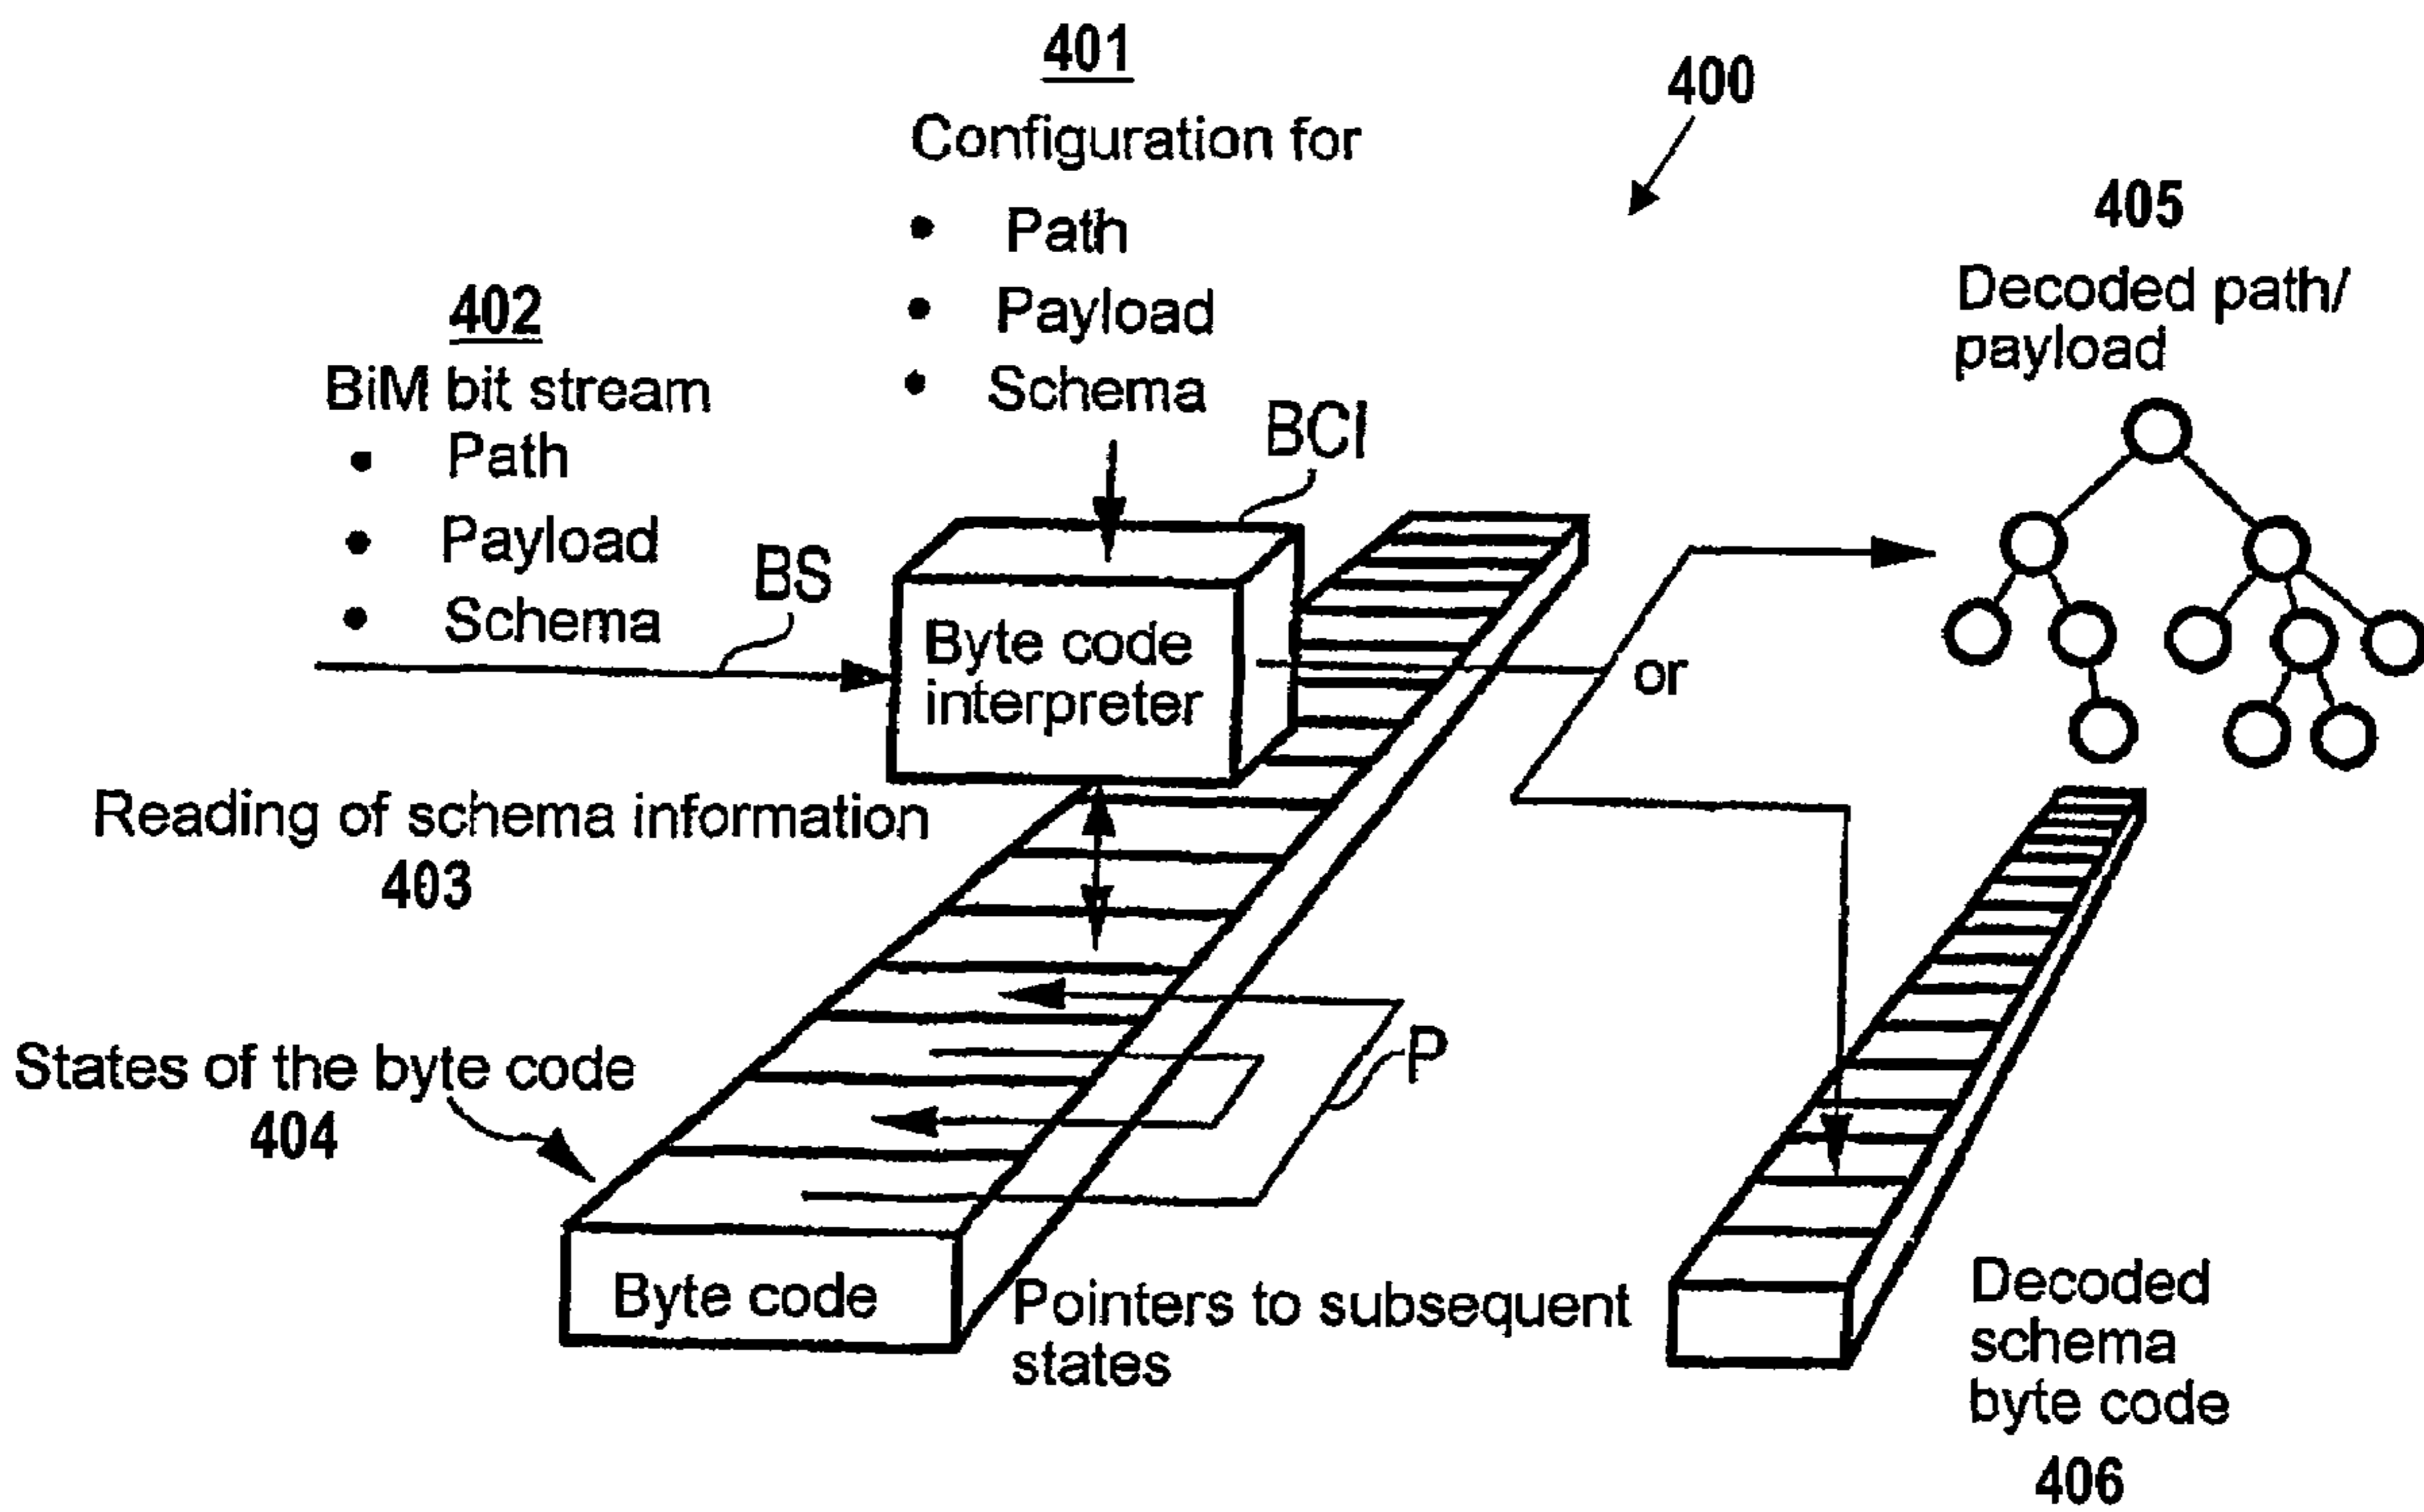 401
Configuration for
• Path
• Payload
• Schema
400
402
BiM bit stream
• Path
• Payload
• Schema
BS
BCI
405
Decoded path/
payload
Byte code
interpreter
or
Reading of schema information
403
States of the byte code
404
P
Byte code
Pointers to subsequent
states
Decoded
schema
byte code
406